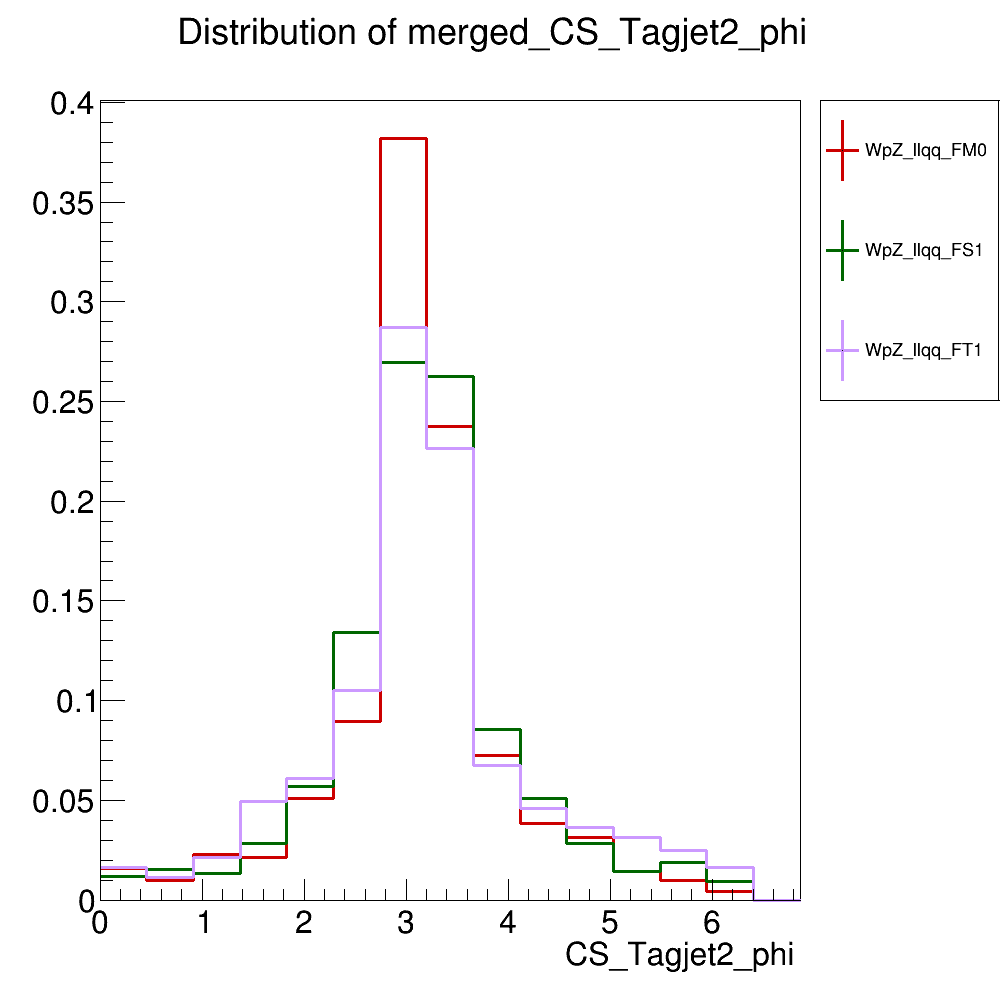 Distribution of merged_CS_Tagjet2_phi
0.4
0.35
0.3
0.25
0.2
0.15
0.1
0.05
0
0 1 2 3 4 5 6
CS_Tagjet2_phi
WpZ_llqq_FM0
WpZ_llqq_FS1
WpZ_llqq_FT1